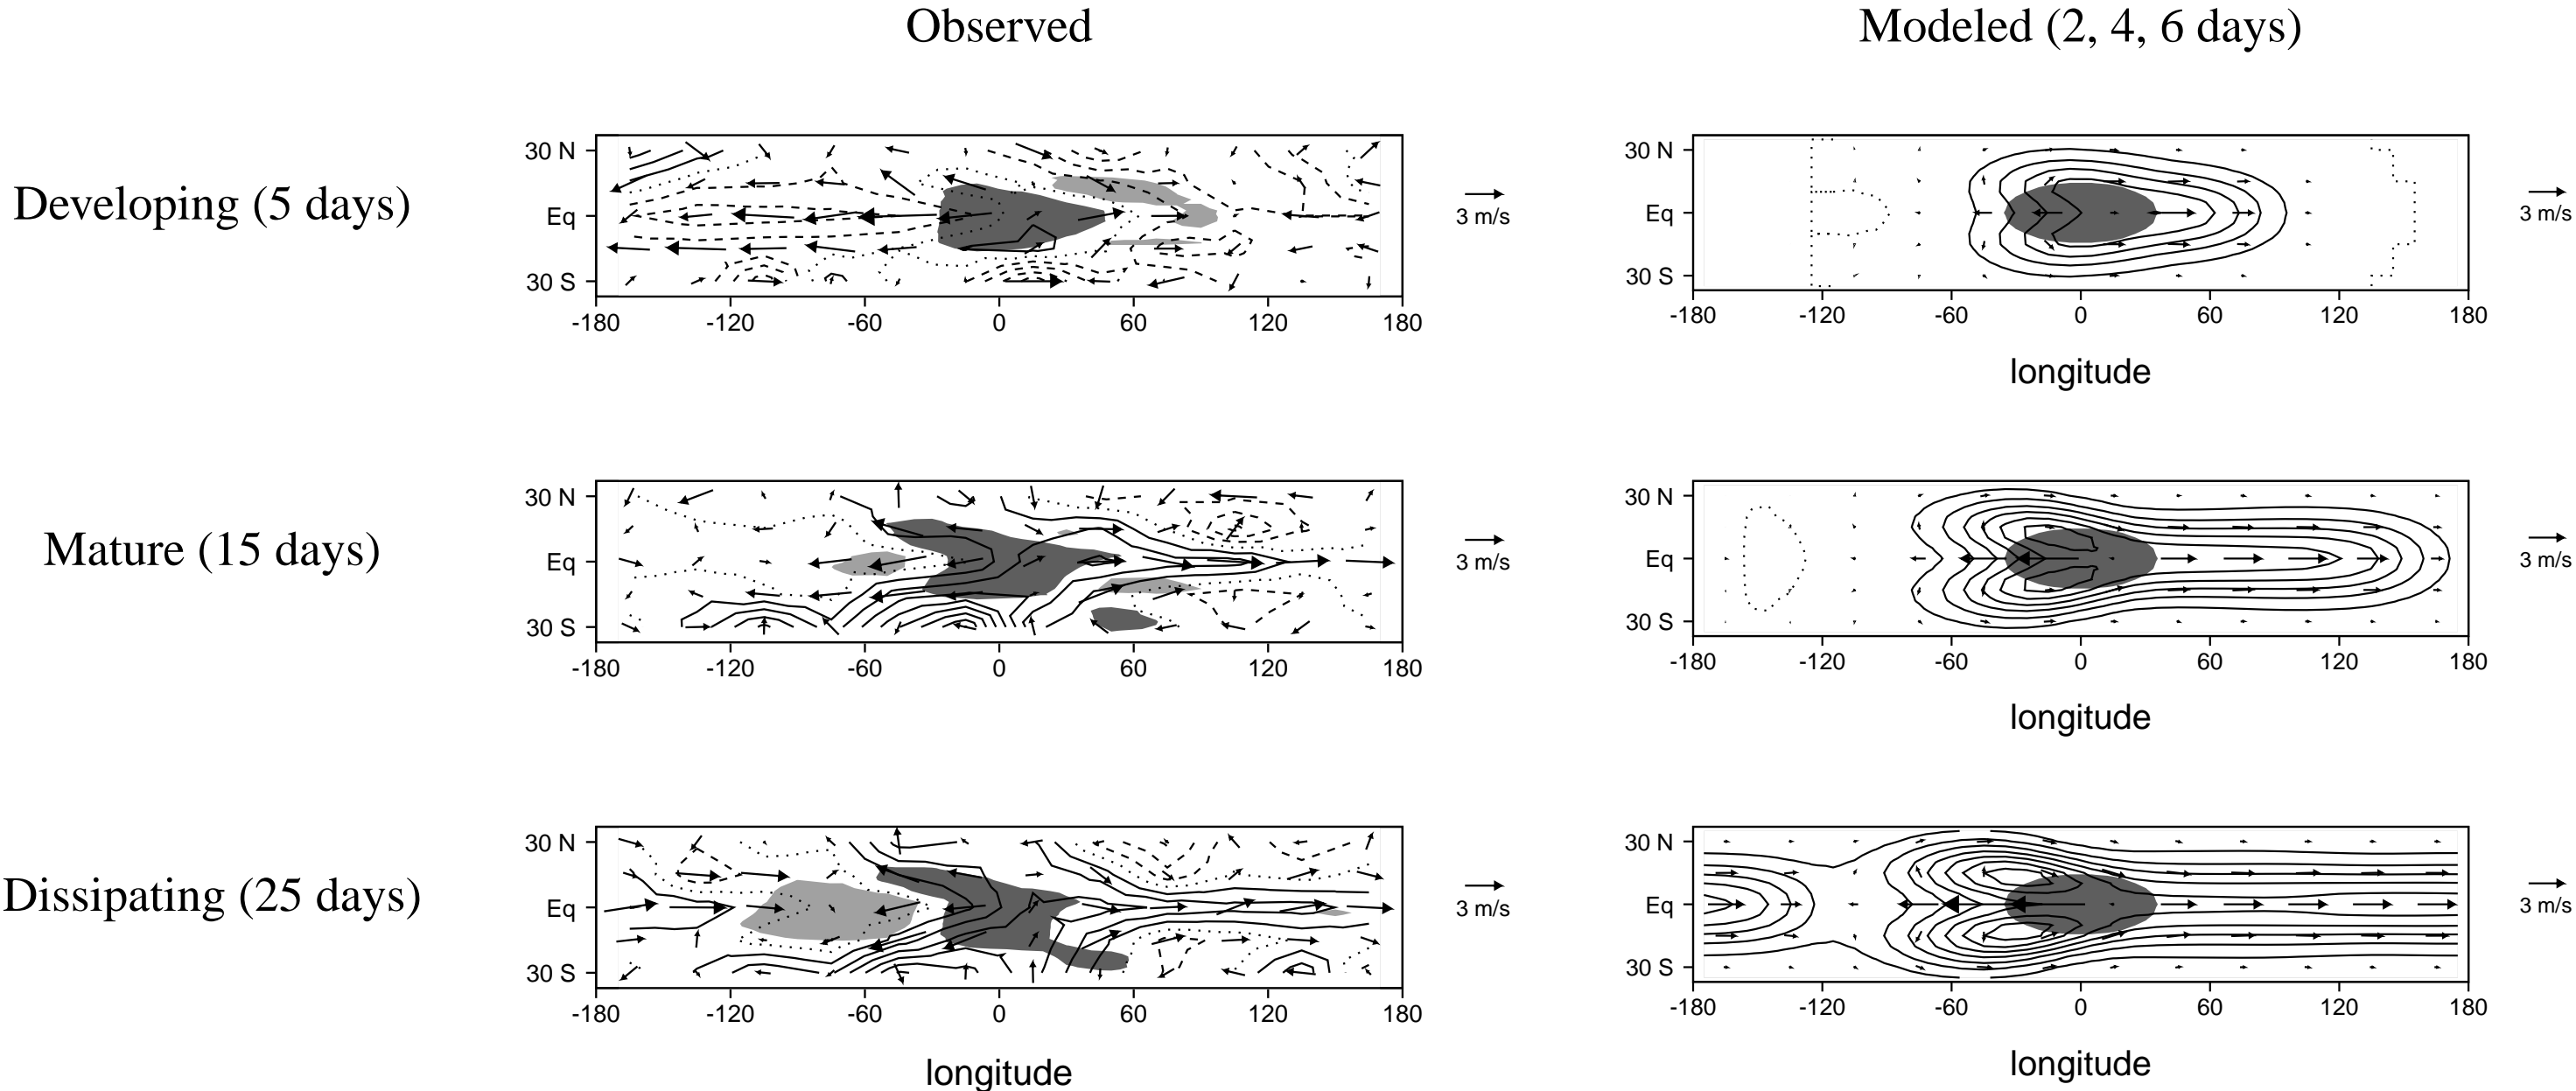 Observed
Modeled (2, 4, 6 days)
Developing (5 days)
30 N
Eq
30 S
-180 -120 -60 0 60 120 180
3 m/s
30 N
Eq
30 S
-180 -120 -60 0 60 120 180
longitude
3 m/s
Mature (15 days)
30 N
Eq
30 S
-180 -120 -60 0 60 120 180
3 m/s
30 N
Eq
30 S
-180 -120 -60 0 60 120 180
longitude
3 m/s
Dissipating (25 days)
30 N
Eq
30 S
-180 -120 -60 0 60 120 180
longitude
3 m/s
30 N
Eq
30 S
-180 -120 -60 0 60 120 180
longitude
3 m/s